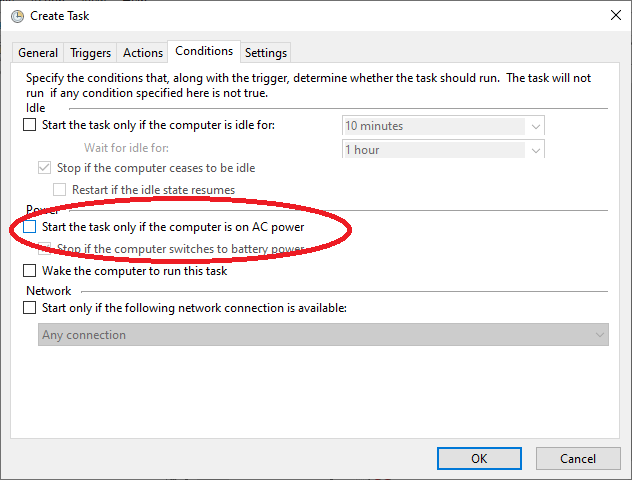 Create Task
General Triggers Actions Conditions Settings
Specify the conditions that, along with the trigger, determine whether the task should run. The task will not
run if any condition specified here is not true.
Idle
Start the task only if the computer is idle for: 10 minutes
Wait for idle for: 1 hour
Stop if the computer ceases to be idle
Restart if the idle state resumes
Power
Start the task only if the computer is on AC power
Stop if the computer switches to battery power
Wake the computer to run this task
Network
Start only if the following network connection is available:
Any connection
OK Cancel